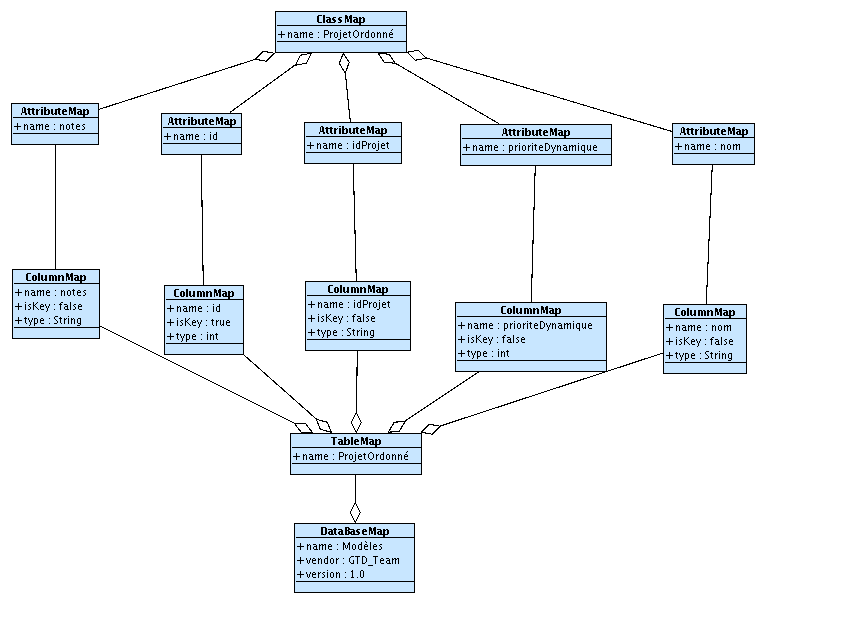 ClassMap
+name : ProjetOrdonné
AttributeMap
+name : notes
AttributeMap
+name : id
AttributeMap
+name : idProjet
AttributeMap
+name : prioriteDynamique
AttributeMap
+name : nom
ColumnMap
+name : notes
+isKey : false
+type : String
ColumnMap
+name : id
+isKey : true
+type : int
ColumnMap
+name : idProjet
+isKey : false
+type : String
ColumnMap
+name : prioriteDynamique
+isKey : false
+type : int
ColumnMap
+name : nom
+isKey : false
+type : String
TableMap
+name : ProjetOrdonné
DataBaseMap
+name : Modèles
+vendor : GTD_Team
+version : 1.0